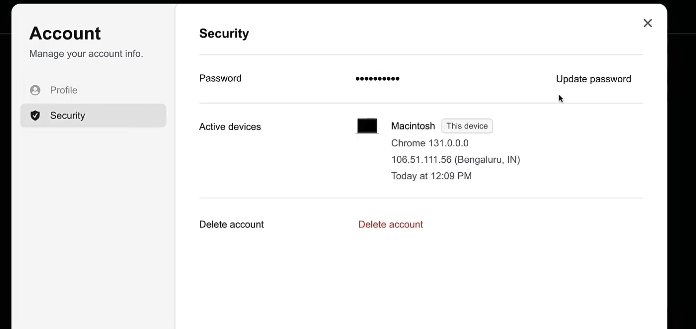 Account
Manage your account info.
Profile
Security
Security
Password
••••••••••
Update password
Active devices
Macintosh This device
Chrome 131.0.0.0
106.51.111.56 (Bengaluru, IN)
Today at 12:09 PM
Delete account
Delete account